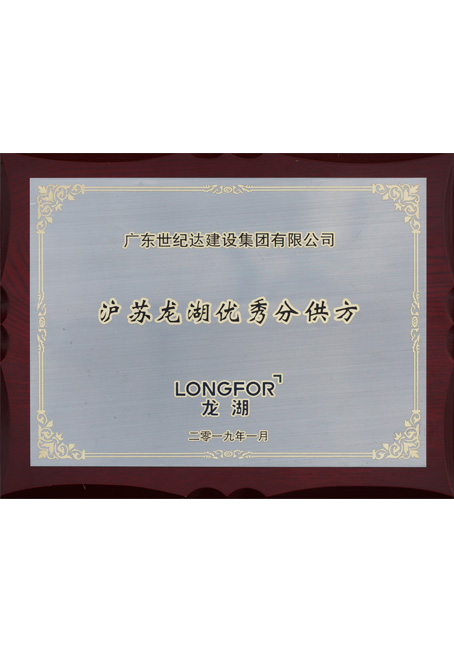 广东世纪达建设集团有限公司
沪苏龙湖优秀分供方
LONGFOR
龙湖
二零一九年一月